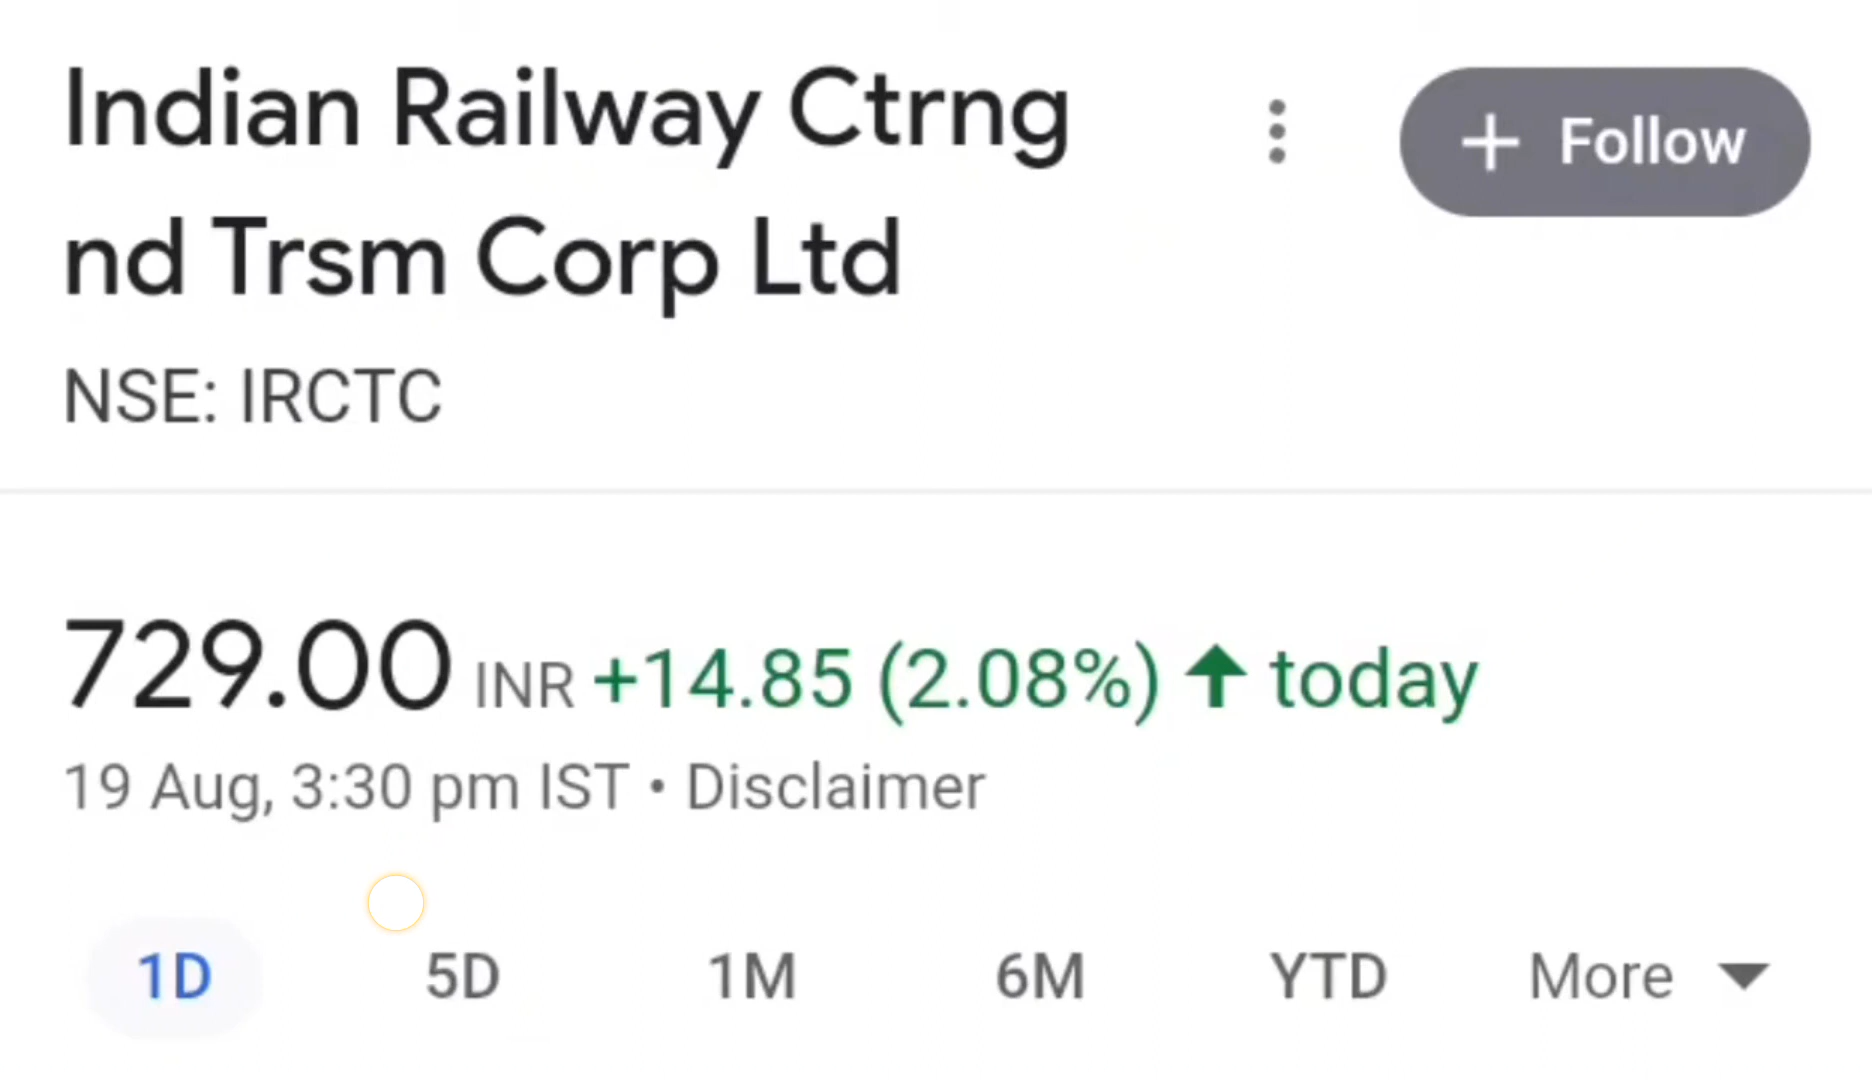 Indian Railway Ctrng
nd Trsm Corp Ltd
+ Follow
NSE: IRCTC
729.00 INR +14.85 (2.08%) ↑ today
19 Aug, 3:30 pm IST • Disclaimer
1D 5D 1M 6M YTD More